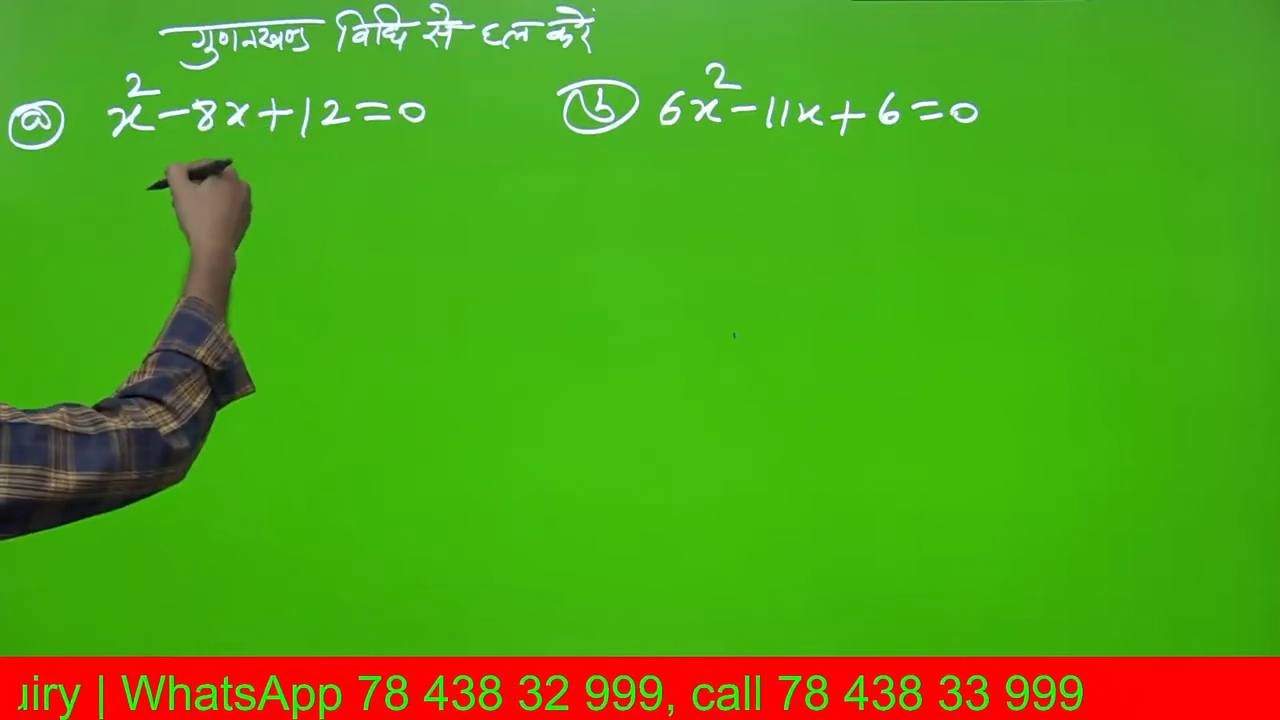 गुणनखण्ड विधि से हल करें
(a) x² - 8x + 12 = 0
(b) 6x² - 11x + 6 = 0
uiry | WhatsApp 78 438 32 999, call 78 438 33 999